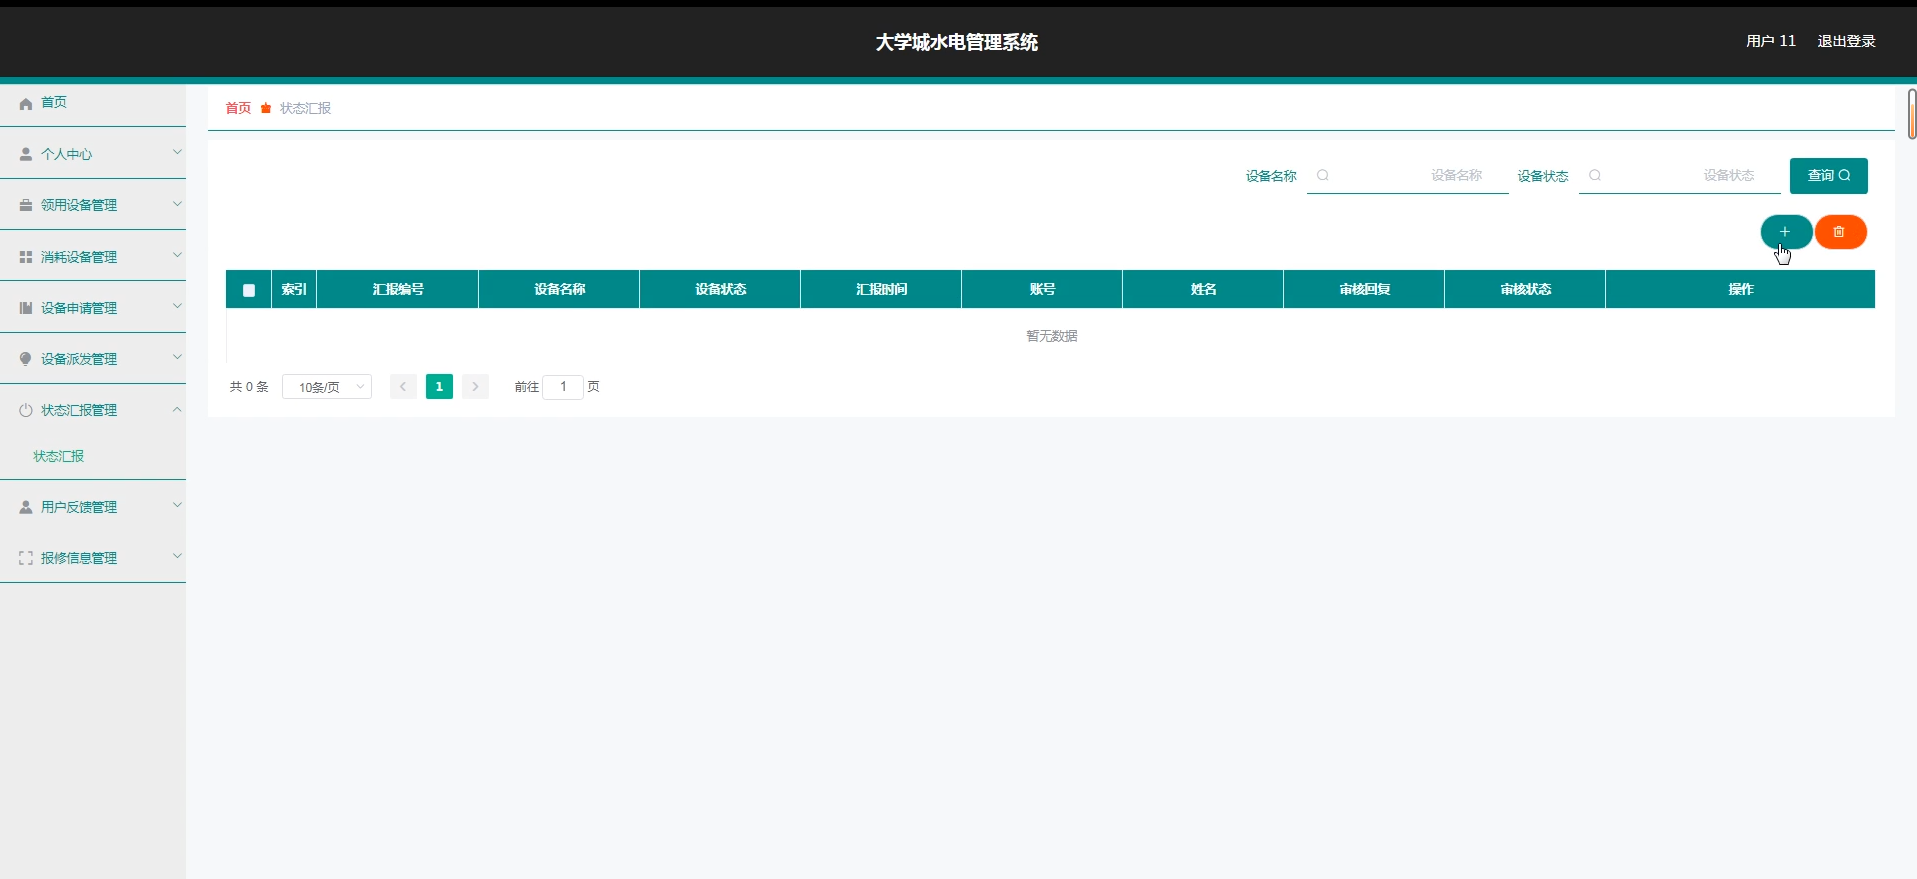 大学城水电管理系统
用户 11 退出登录
首页
个人中心
领用设备管理
消耗设备管理
设备申请管理
设备派发管理
状态汇报管理
状态汇报
用户反馈管理
报修信息管理
首页 状态汇报
设备名称 设备名称 设备状态 设备状态 查询
索引 汇报编号 设备名称 设备状态 汇报时间 账号 姓名 审核回复 审核状态 操作
暂无数据
共 0 条 10条/页 1 前往 1 页